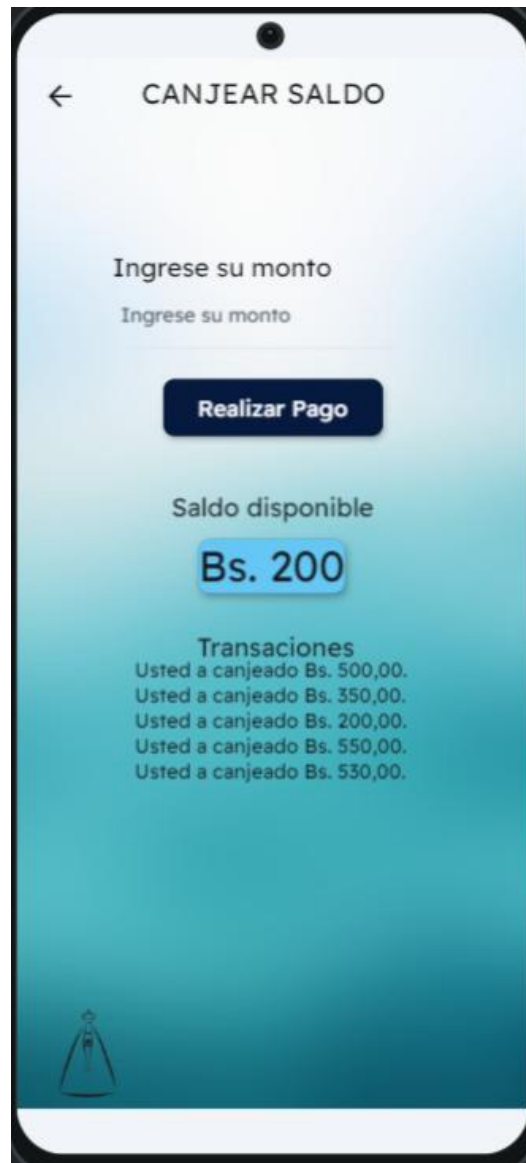 CANJEAR SALDO
Ingrese su monto
Ingrese su monto
Realizar Pago
Saldo disponible
Bs. 200
Transaciones
Usted a canjeado Bs. 500,00.
Usted a canjeado Bs. 350,00.
Usted a canjeado Bs. 200,00.
Usted a canjeado Bs. 550,00.
Usted a canjeado Bs. 530,00.